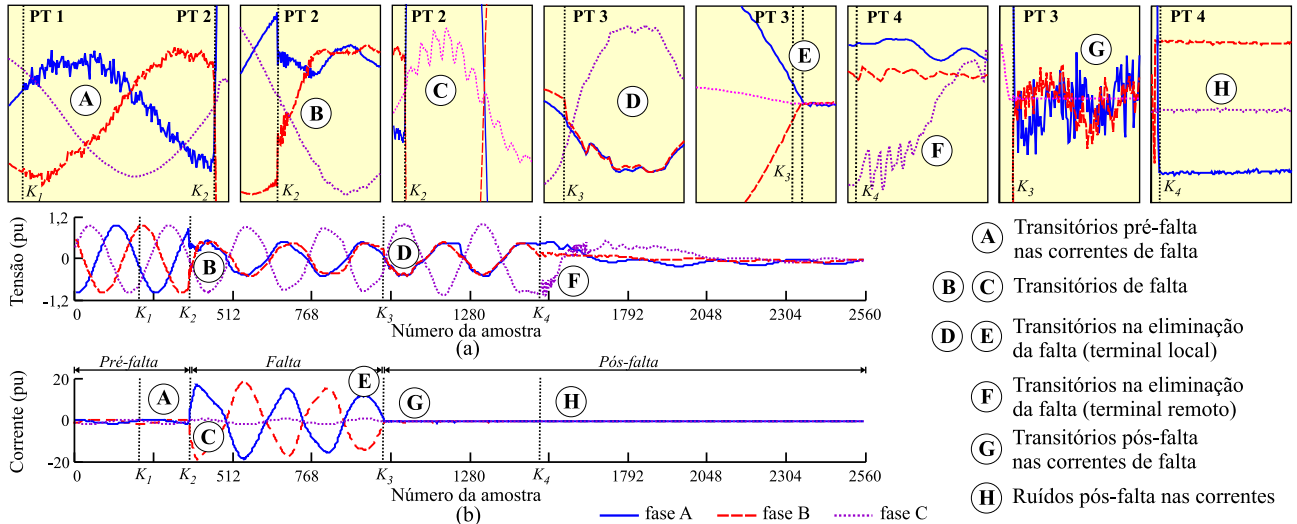 PT 1
PT 2
PT 2
PT 2
PT 3
PT 3
PT 4
PT 3
PT 4
A
B
C
D
E
F
G
H
K1
K2
K2
K2
K3
K3
K4
K3
K4
Tensão (pu)
1,2
0
-1,2
B
D
F
0
K1
K2
512
768
K3
1280
K4
1792
2048
2304
2560
Número da amostra
(a)
Pré-falta
Falta
Pós-falta
Corrente (pu)
20
0
-20
A
C
E
G
H
0
K1
K2
512
768
K3
1280
K4
1792
2048
2304
2560
Número da amostra
(b)
fase A
fase B
fase C
A Transitórios pré-falta
nas correntes de falta
B C Transitórios de falta
D E Transitórios na eliminação
da falta (terminal local)
F Transitórios na eliminação
da falta (terminal remoto)
G Transitórios pós-falta
nas correntes de falta
H Ruídos pós-falta nas correntes